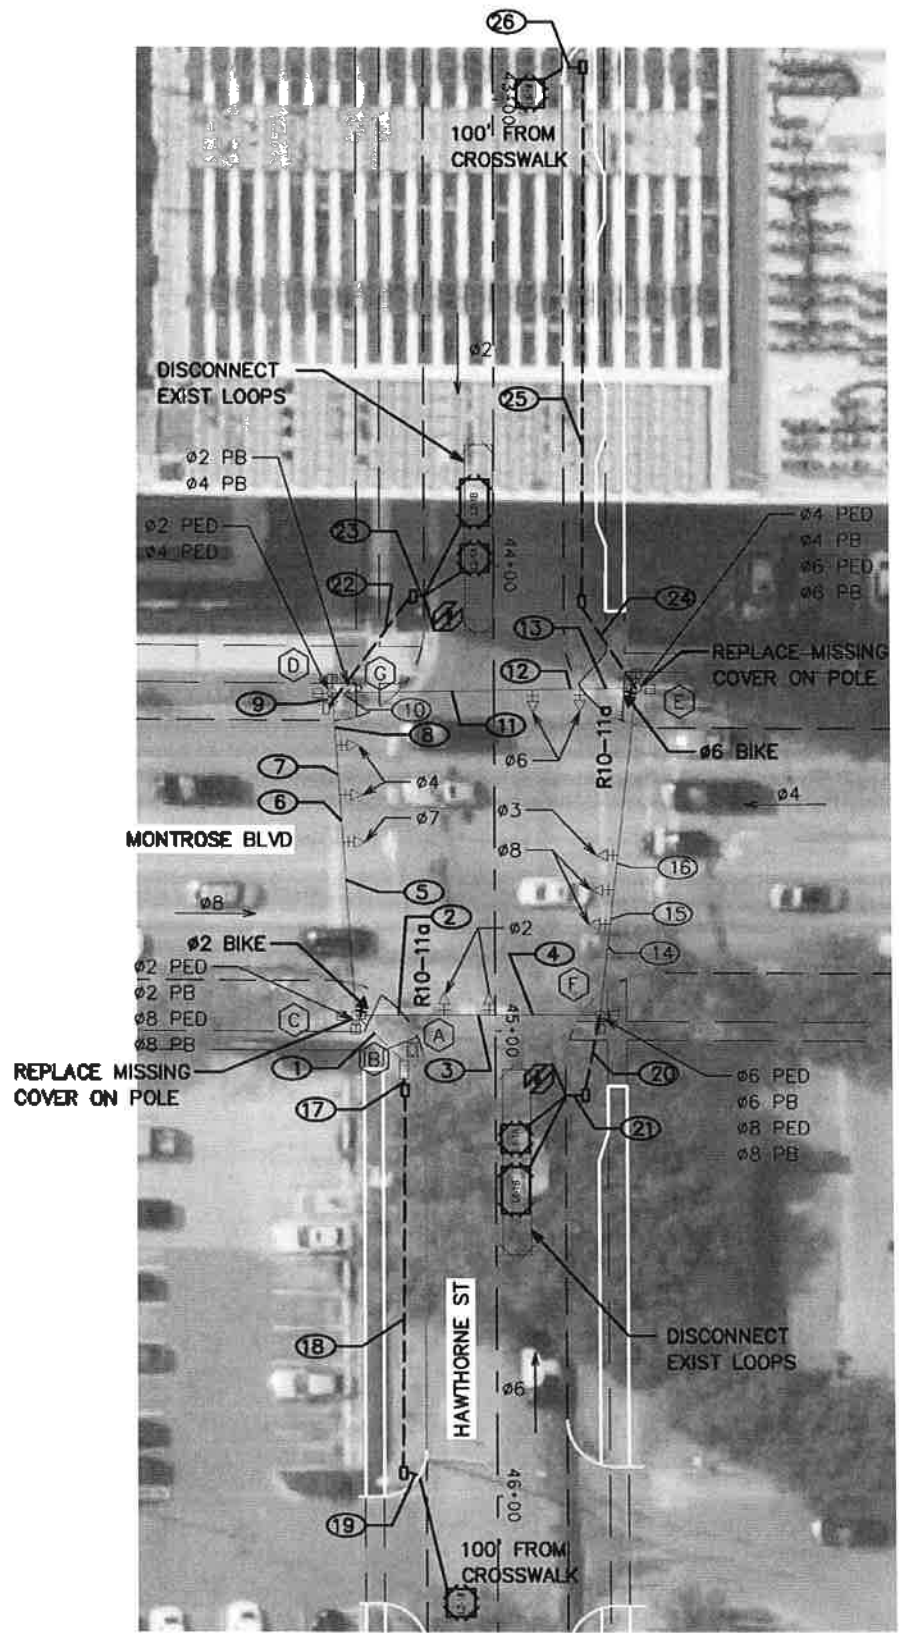 26
43+00
100' FROM
CROSSWALK
ø2
DISCONNECT
EXIST LOOPS
25
ø2 PB
ø4 PB
ø2 PED
ø4 PED
23
44+00
ø4 PED
ø4 PB
ø6 PED
ø6 PB
22
24
13
D
G
12
REPLACE MISSING
COVER ON POLE
E
9
10
11
8
ø6
R10-11a
ø6 BIKE
7
ø4
6
ø3
ø4
MONTROSE BLVD
ø7
ø8
16
5
ø8
2
15
ø2 BIKE
R10-11a
ø2
4
14
ø2 PED
ø2 PB
ø8 PED
ø8 PB
F
C
A
45+00
1
B
3
20
REPLACE MISSING
COVER ON POLE
ø6 PED
ø6 PB
ø8 PED
ø8 PB
17
21
18
HAWTHORNE ST
DISCONNECT
EXIST LOOPS
ø6
46+00
19
100' FROM
CROSSWALK